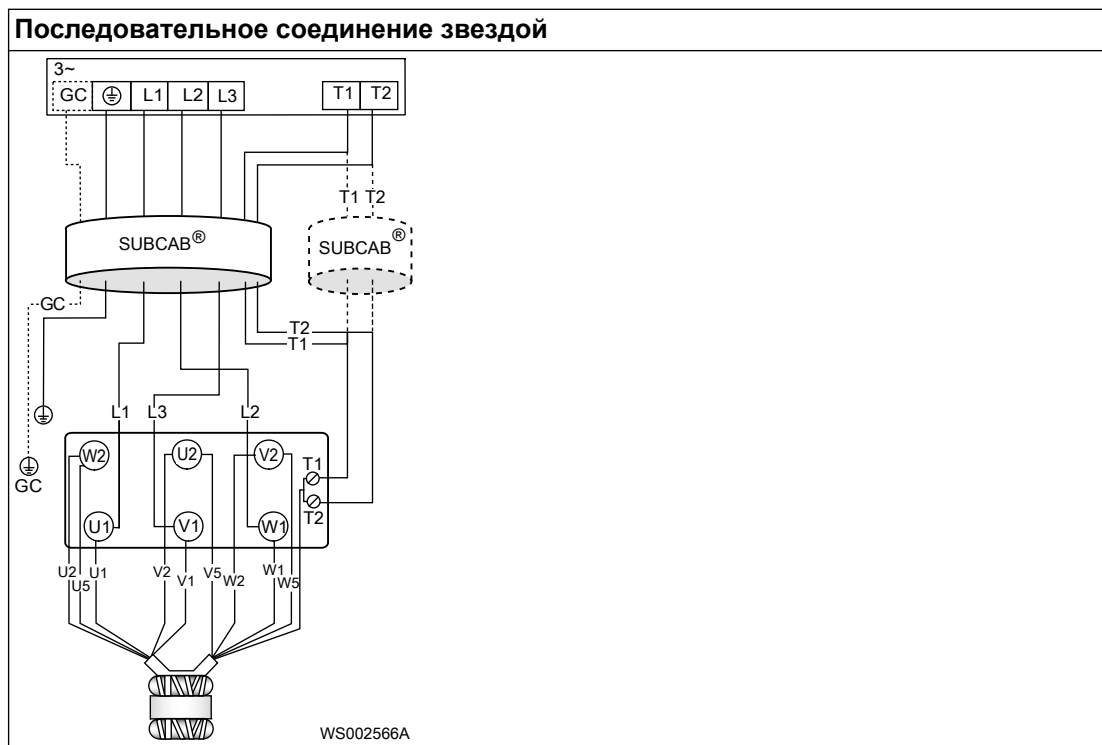 Последовательное соединение звездой
3~
GC L1 L2 L3 T1 T2
T1 T2
SUBCAB® SUBCAB®
GC
T2
T1
L1 L3 L2
W2 U2 V2 T1
GC
U1 V1 W1 T2
U2 U5 U1 V2 V1 V5 W2 W1 W5
WS002566A